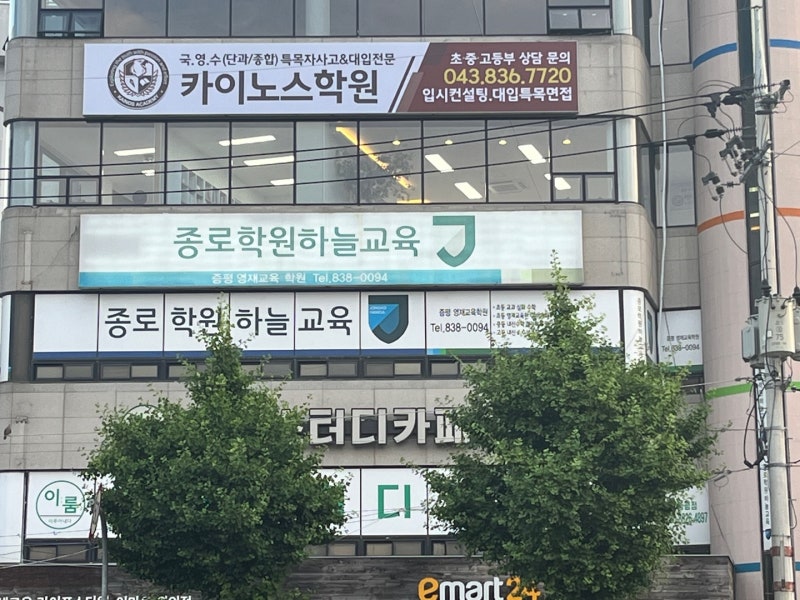 국.영.수(단과/종합) 특목자사고&대입전문
카이노스학원
초·중·고등부 상담 문의
043.836.7720
입시컨설팅.대입특목면접
종로학원하늘교육
증평 영재교육 학원 Tel.838-0094
종로학원하늘교육
증평 영재교육학원
Tel.838-0094
Tel.838-0094
터디카페
이룸
디
emart24